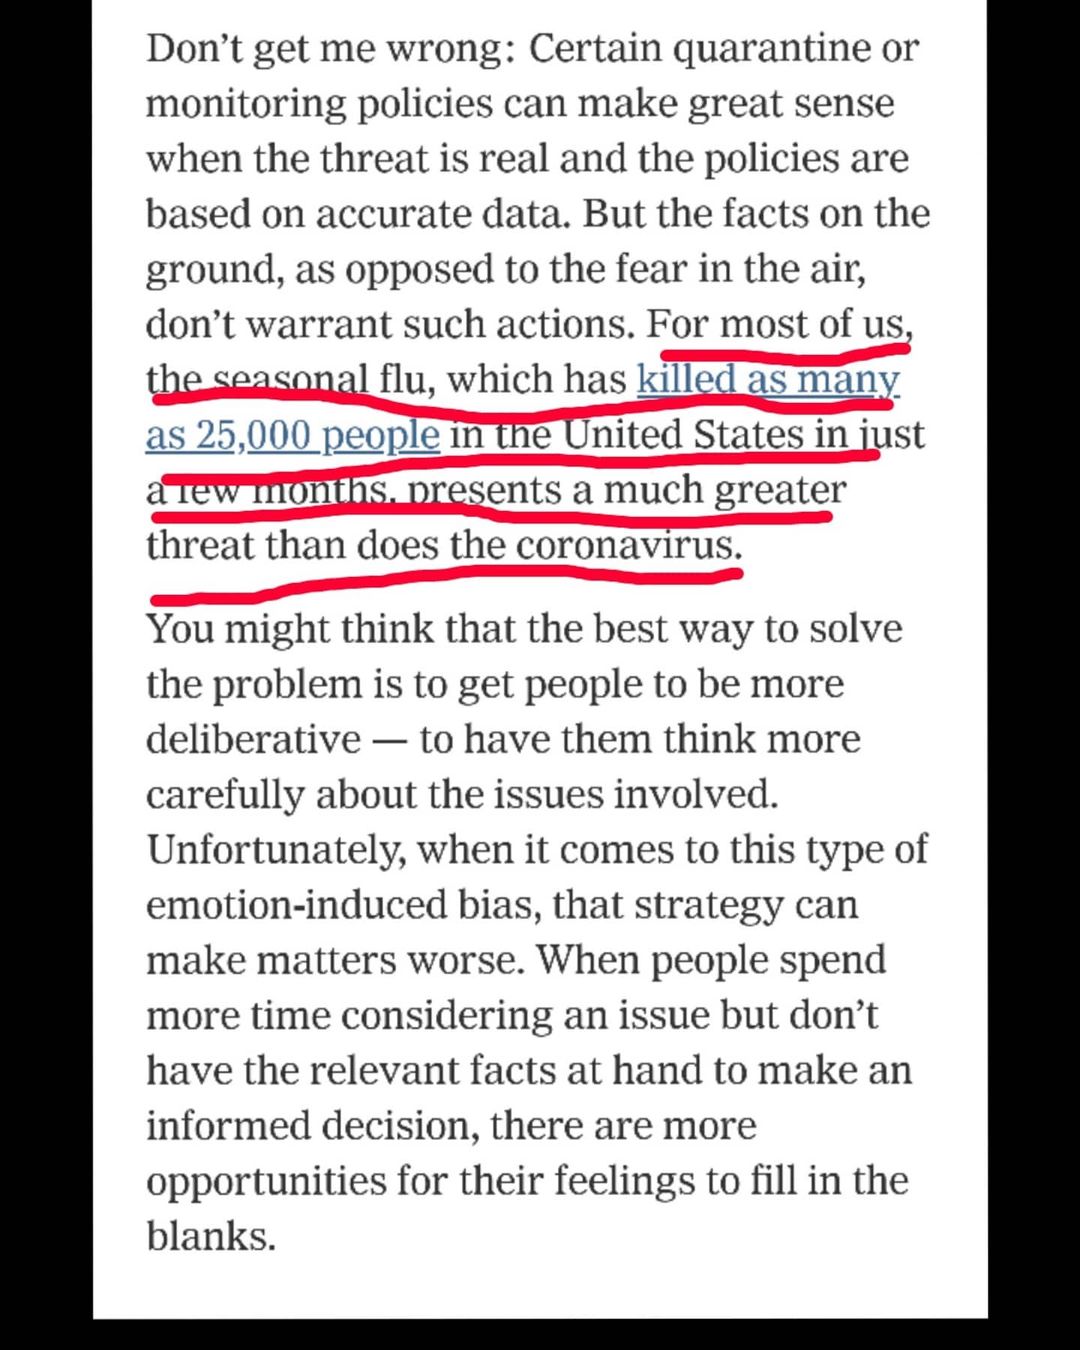 Don’t get me wrong: Certain quarantine or
monitoring policies can make great sense
when the threat is real and the policies are
based on accurate data. But the facts on the
ground, as opposed to the fear in the air,
don’t warrant such actions. For most of us,
the seasonal flu, which has killed as many
as 25,000 people in the United States in just
a few months, presents a much greater
threat than does the coronavirus.
You might think that the best way to solve
the problem is to get people to be more
deliberative — to have them think more
carefully about the issues involved.
Unfortunately, when it comes to this type of
emotion-induced bias, that strategy can
make matters worse. When people spend
more time considering an issue but don’t
have the relevant facts at hand to make an
informed decision, there are more
opportunities for their feelings to fill in the
blanks.